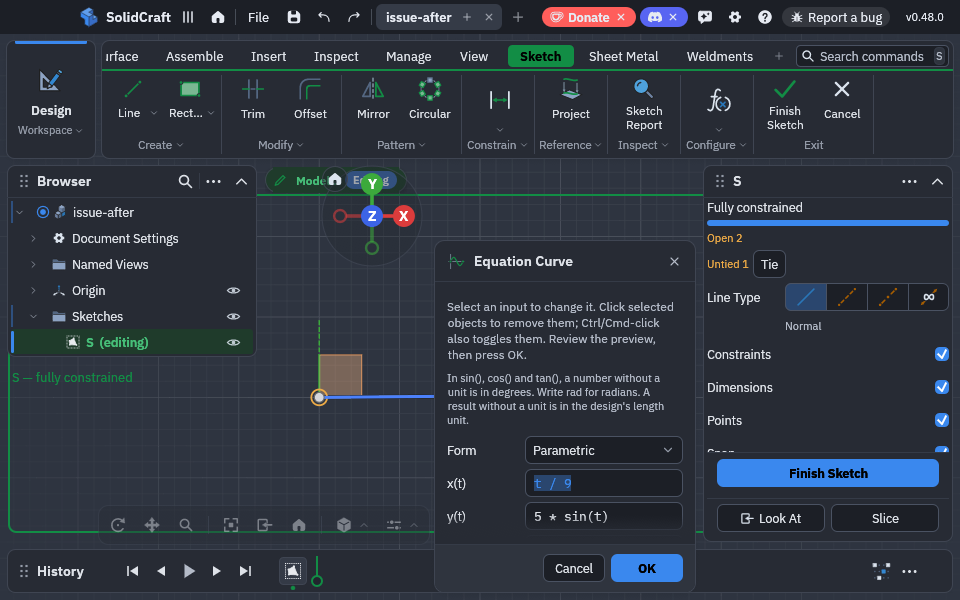 SolidCraft
File
issue-after
Donate
Report a bug
v0.48.0
Design
Workspace
urface
Assemble
Insert
Inspect
Manage
View
Sketch
Sheet Metal
Weldments
Search commands
S
Line
Rect...
Create
Trim
Offset
Modify
Mirror
Circular
Pattern
Constrain
Project
Reference
Sketch
Report
Inspect
f(x)
Configure
Finish
Sketch
Cancel
Exit
Browser
issue-after
Document Settings
Named Views
Origin
Sketches
S (editing)
S — fully constrained
Y
Z
X
Equation Curve
Select an input to change it. Click selected
objects to remove them; Ctrl/Cmd-click
also toggles them. Review the preview,
then press OK.
In sin(), cos() and tan(), a number without a
unit is in degrees. Write rad for radians. A
result without a unit is in the design's length
unit.
Form
Parametric
x(t)
t / 9
y(t)
5 * sin(t)
Cancel
OK
S
Fully constrained
Open 2
Untied 1
Tie
Line Type
Normal
Constraints
Dimensions
Points
Finish Sketch
Look At
Slice
History